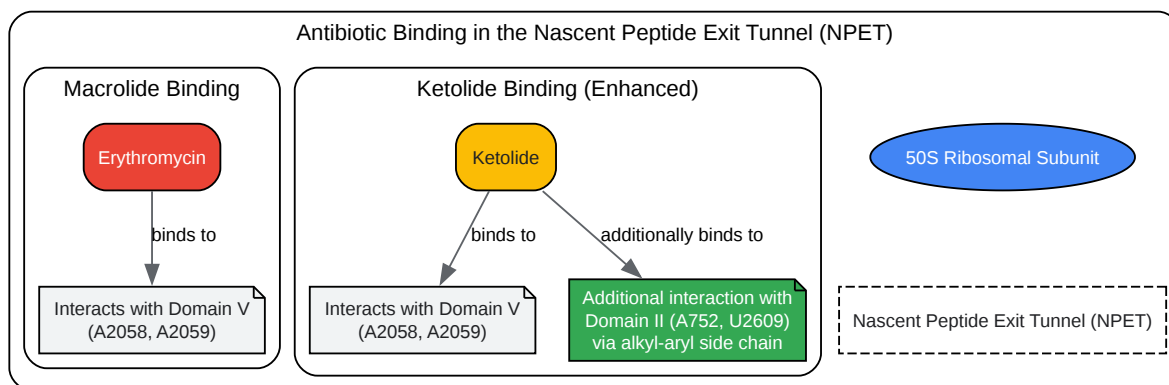 Antibiotic Binding in the Nascent Peptide Exit Tunnel (NPET)
Macrolide Binding
Erythromycin
binds to
Interacts with Domain V
(A2058, A2059)
Ketolide Binding (Enhanced)
Ketolide
binds to
additionally binds to
Interacts with Domain V
(A2058, A2059)
Additional interaction with
Domain II (A752, U2609)
via alkyl-aryl side chain
50S Ribosomal Subunit
Nascent Peptide Exit Tunnel (NPET)